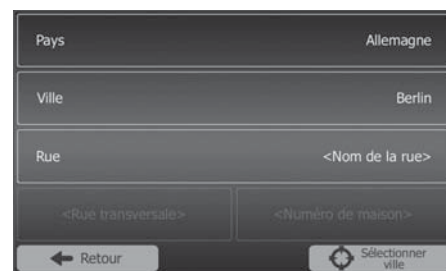 Pays Allemagne
Ville Berlin
Rue <Nom de la rue>
<Rue transversale> <Numéro de maison>
Retour Sélectionner
ville